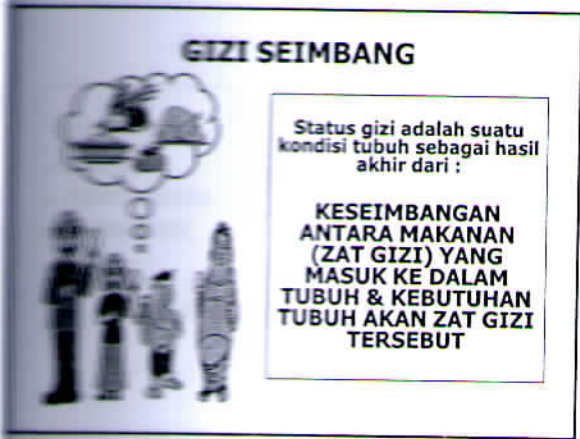 GIZI SEIMBANG
Status gizi adalah suatu
kondisi tubuh sebagai hasil
akhir dari :
KESEIMBANGAN
ANTARA MAKANAN
(ZAT GIZI) YANG
MASUK KE DALAM
TUBUH & KEBUTUHAN
TUBUH AKAN ZAT GIZI
TERSEBUT